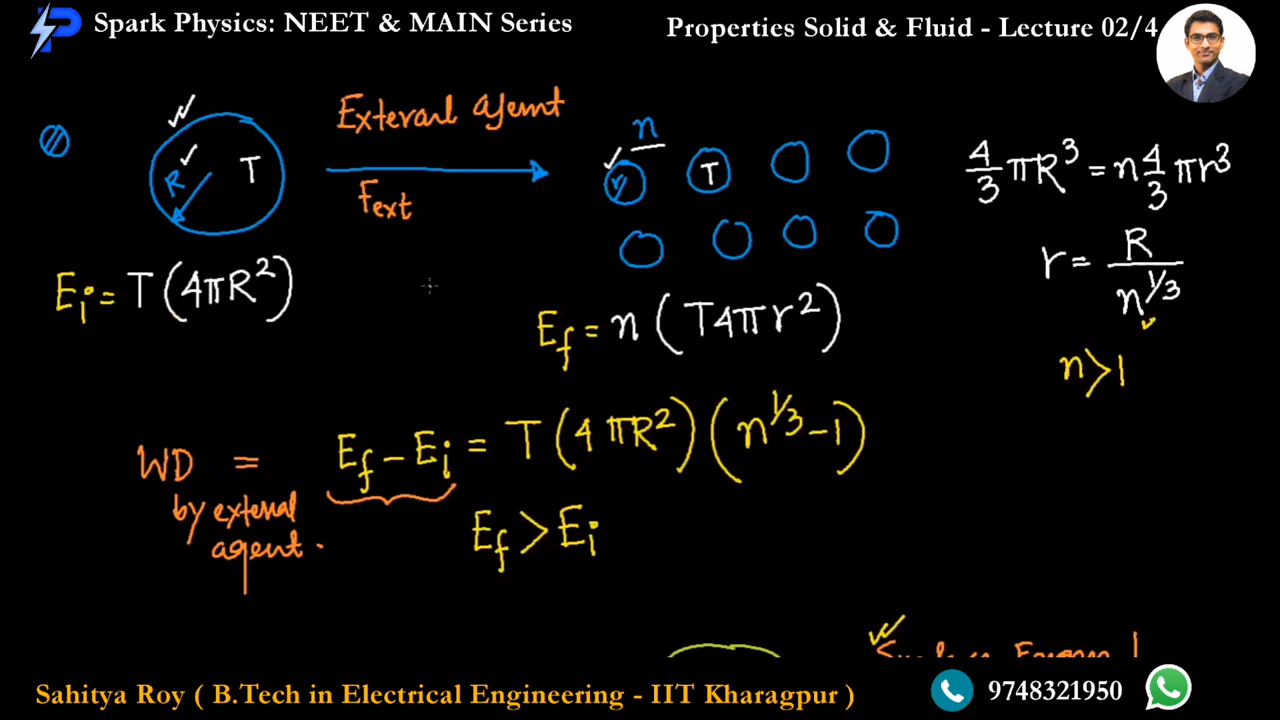 Spark Physics: NEET & MAIN Series
Properties Solid & Fluid - Lecture 02/4
R T
Exteranl agemt
Fext
n
r T
4/3 πR³ = n 4/3 πr³
r = R/n^1/3
n>1
Ei = T(4πR²)
Ef = n(T4πr²)
WD = Ef - Ei = T(4πR²)(n^1/3 - 1)
by external
agent.
Ef > Ei
Sahitya Roy ( B.Tech in Electrical Engineering - IIT Kharagpur )
9748321950